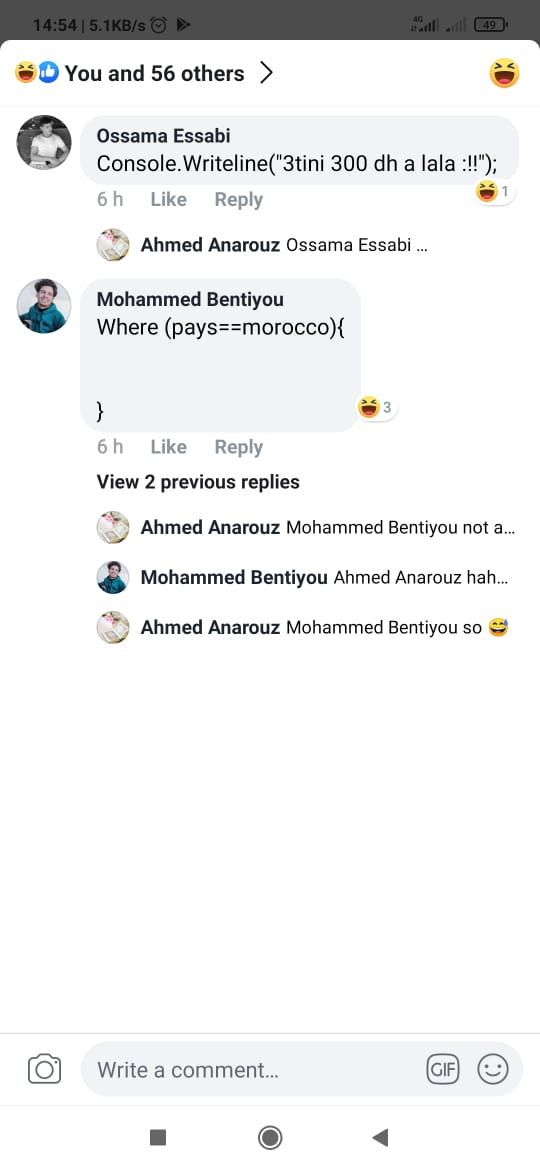 14:54 | 5.1KB/s
4G
49
You and 56 others
Ossama Essabi
Console.Writeline("3tini 300 dh a lala :!!");
6 h Like Reply
1
Ahmed Anarouz Ossama Essabi ...
Mohammed Bentiyou
Where (pays==morocco){
}
3
6 h Like Reply
View 2 previous replies
Ahmed Anarouz Mohammed Bentiyou not a...
Mohammed Bentiyou Ahmed Anarouz hah...
Ahmed Anarouz Mohammed Bentiyou so 😅
Write a comment...
GIF